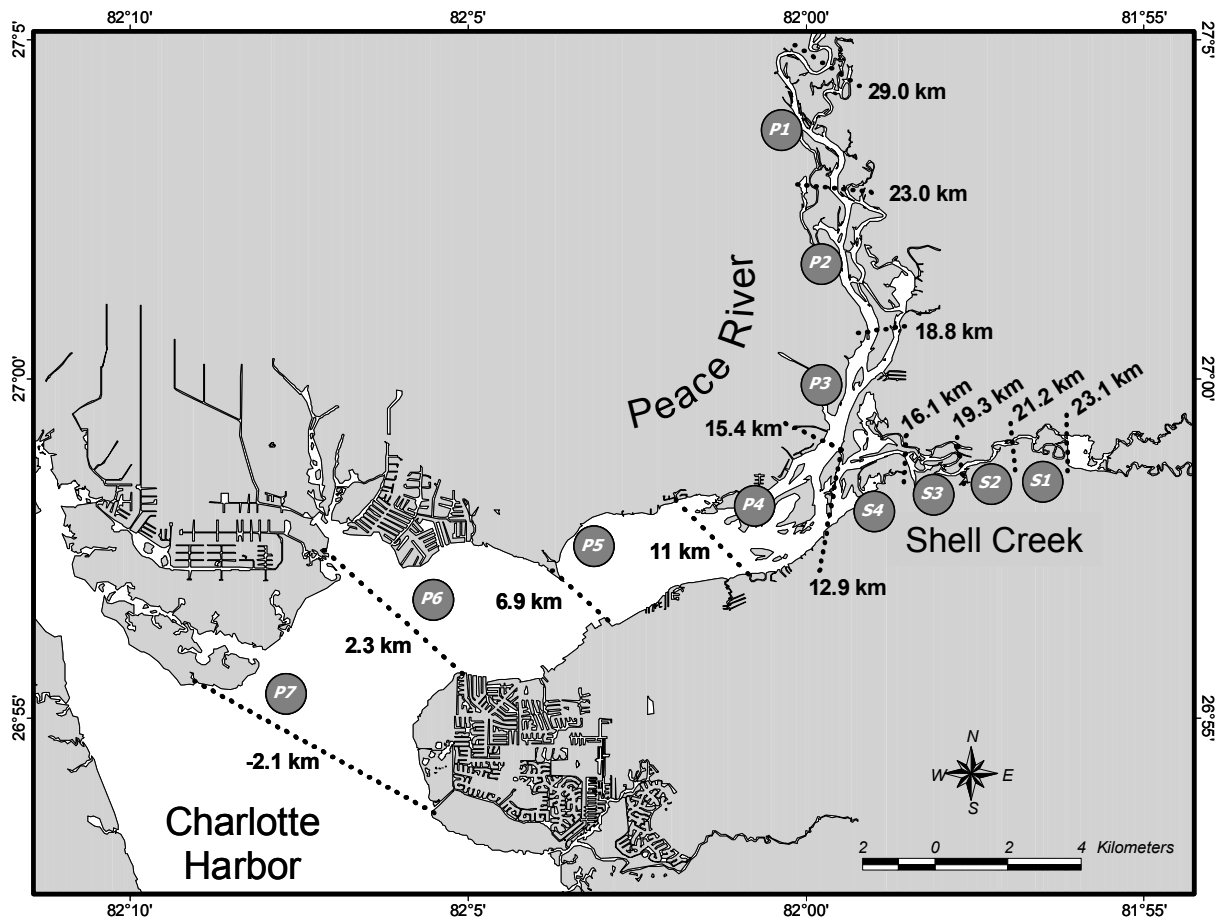 82°10' 82°5' 82°00' 81°55'
27°5' 27°5'
29.0 km
P1
23.0 km
P2
Peace River
18.8 km
27°00' 27°00'
P3
16.1 km
19.3 km
21.2 km
23.1 km
15.4 km
P4
S4
S3
S2
S1
Shell Creek
P5
11 km
12.9 km
P6
6.9 km
2.3 km
P7
26°55' 26°55'
-2.1 km
N
W E
S
Charlotte
Harbor
2 0 2 4 Kilometers
82°10' 82°5' 82°00' 81°55'